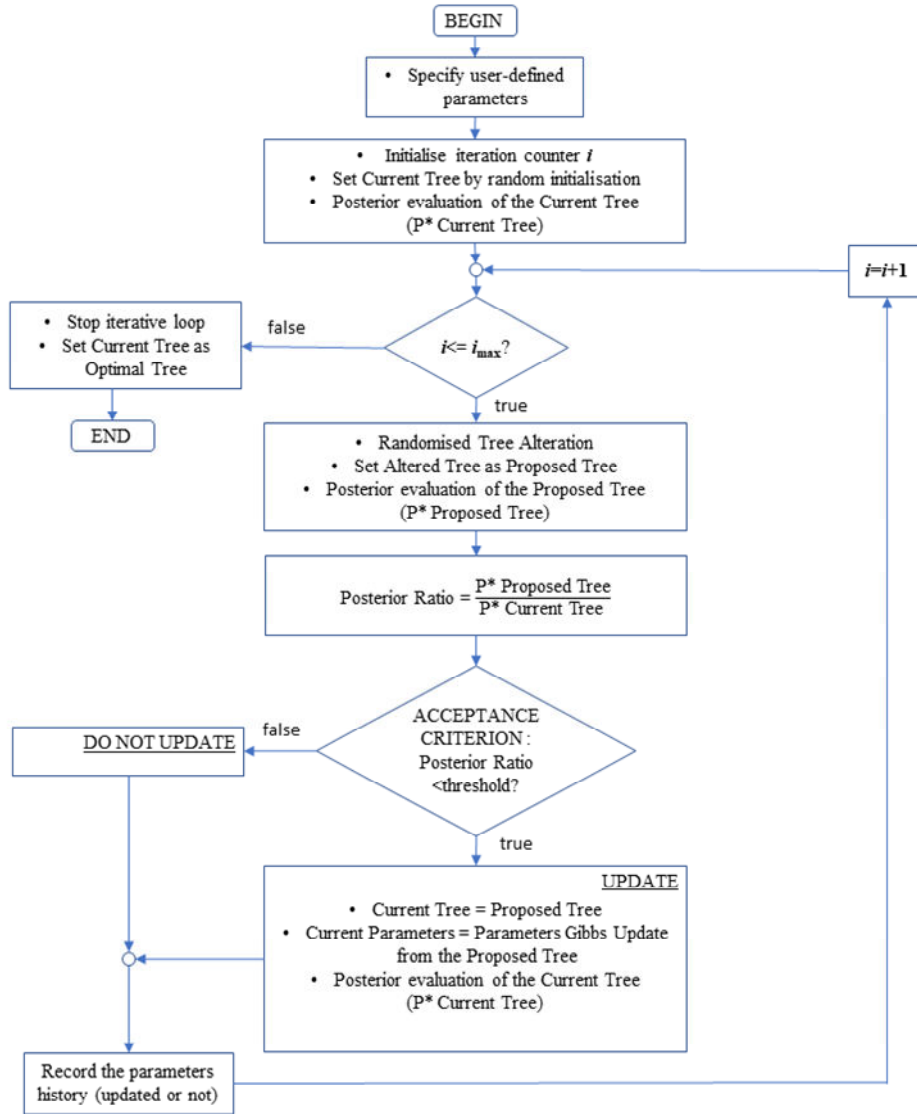 BEGIN
• Specify user-defined
parameters
• Initialise iteration counter i
• Set Current Tree by random initialisation
• Posterior evaluation of the Current Tree
(P* Current Tree)
i=i+1
• Stop iterative loop
• Set Current Tree as
Optimal Tree
false
i<= imax?
END
true
• Randomised Tree Alteration
• Set Altered Tree as Proposed Tree
• Posterior evaluation of the Proposed Tree
(P* Proposed Tree)
Posterior Ratio = P* Proposed Tree
P* Current Tree
ACCEPTANCE
CRITERION :
Posterior Ratio
<threshold?
false
DO NOT UPDATE
true
UPDATE
• Current Tree = Proposed Tree
• Current Parameters = Parameters Gibbs Update
from the Proposed Tree
• Posterior evaluation of the Current Tree
(P* Current Tree)
Record the parameters
history (updated or not)